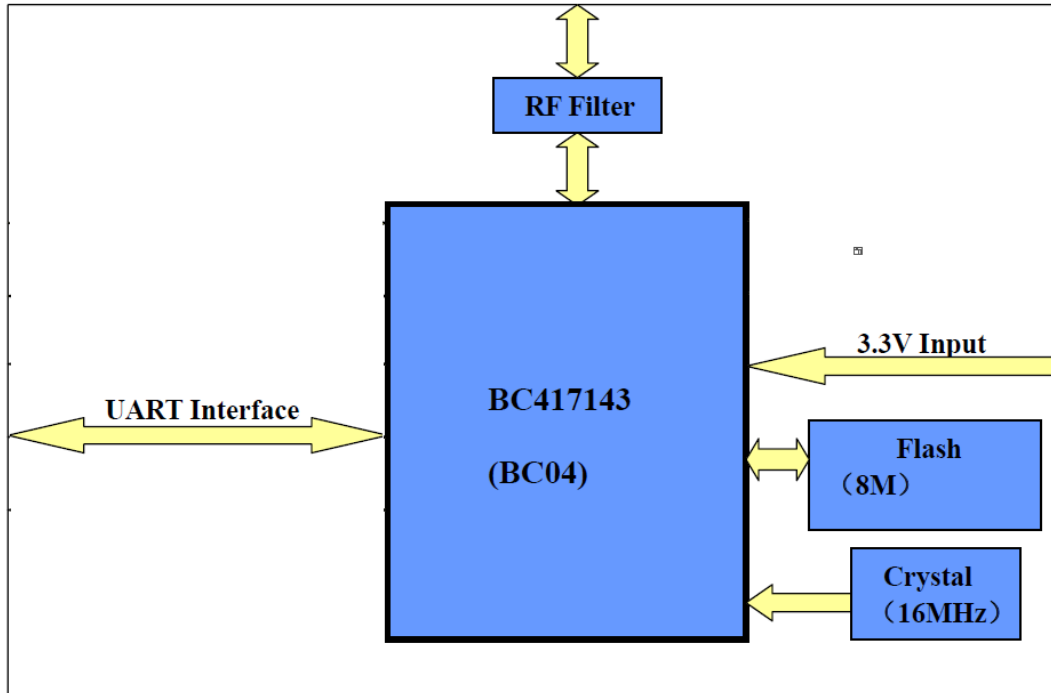 RF Filter
3.3V Input
UART Interface
BC417143
(BC04)
Flash
（8M）
Crystal
（16MHz）